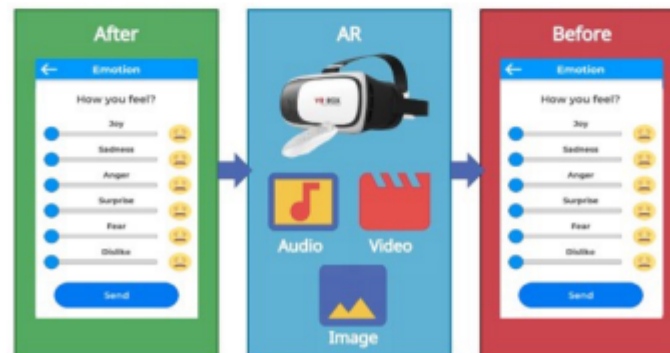 After
Emotion
How you feel?
Joy
Sadness
Anger
Surprise
Fear
Dislike
Send
AR
VR BOX
Audio
Video
Image
Before
Emotion
How you feel?
Joy
Sadness
Anger
Surprise
Fear
Dislike
Send